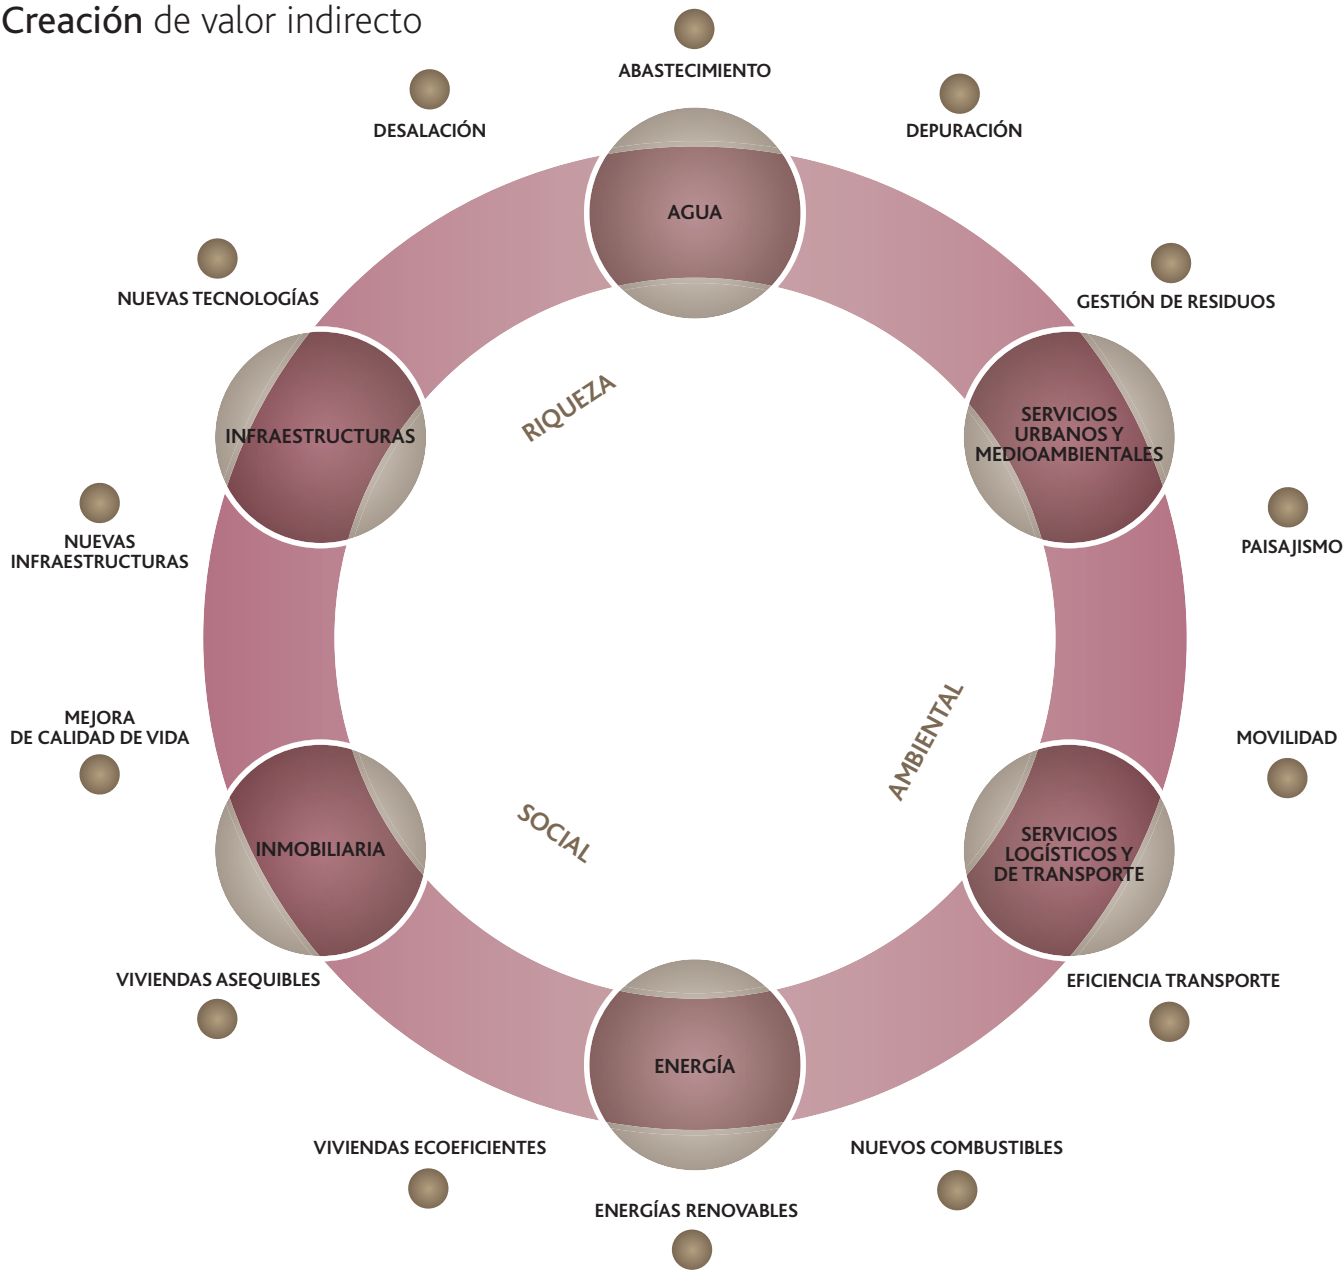 Creación de valor indirecto
ABASTECIMIENTO
DESALACIÓN
DEPURACIÓN
AGUA
NUEVAS TECNOLOGÍAS
GESTIÓN DE RESIDUOS
RIQUEZA
INFRAESTRUCTURAS
SERVICIOS
URBANOS Y
MEDIOAMBIENTALES
NUEVAS
INFRAESTRUCTURAS
PAISAJISMO
AMBIENTAL
MEJORA
DE CALIDAD DE VIDA
MOVILIDAD
SOCIAL
INMOBILIARIA
SERVICIOS
LOGÍSTICOS Y
DE TRANSPORTE
VIVIENDAS ASEQUIBLES
EFICIENCIA TRANSPORTE
ENERGÍA
VIVIENDAS ECOEFICIENTES
NUEVOS COMBUSTIBLES
ENERGÍAS RENOVABLES